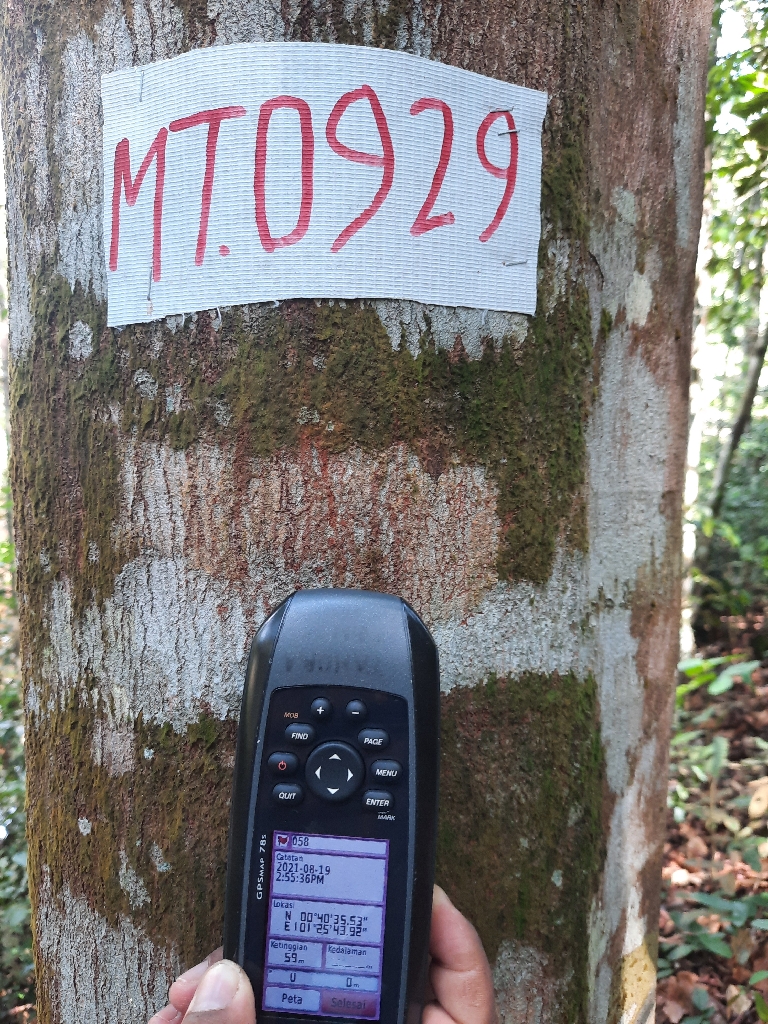 MT.0929
MOB
+ -
FIND
PAGE
MENU
QUIT
ENTER
MARK
GPSMAP 78s
058
Catatan
2021-08-19
2:55:36PM
Lokasi
N 00°40'35.53"
E101°25'43.92"
Ketinggian Kedalaman
59m
U 0m
Peta Selesai